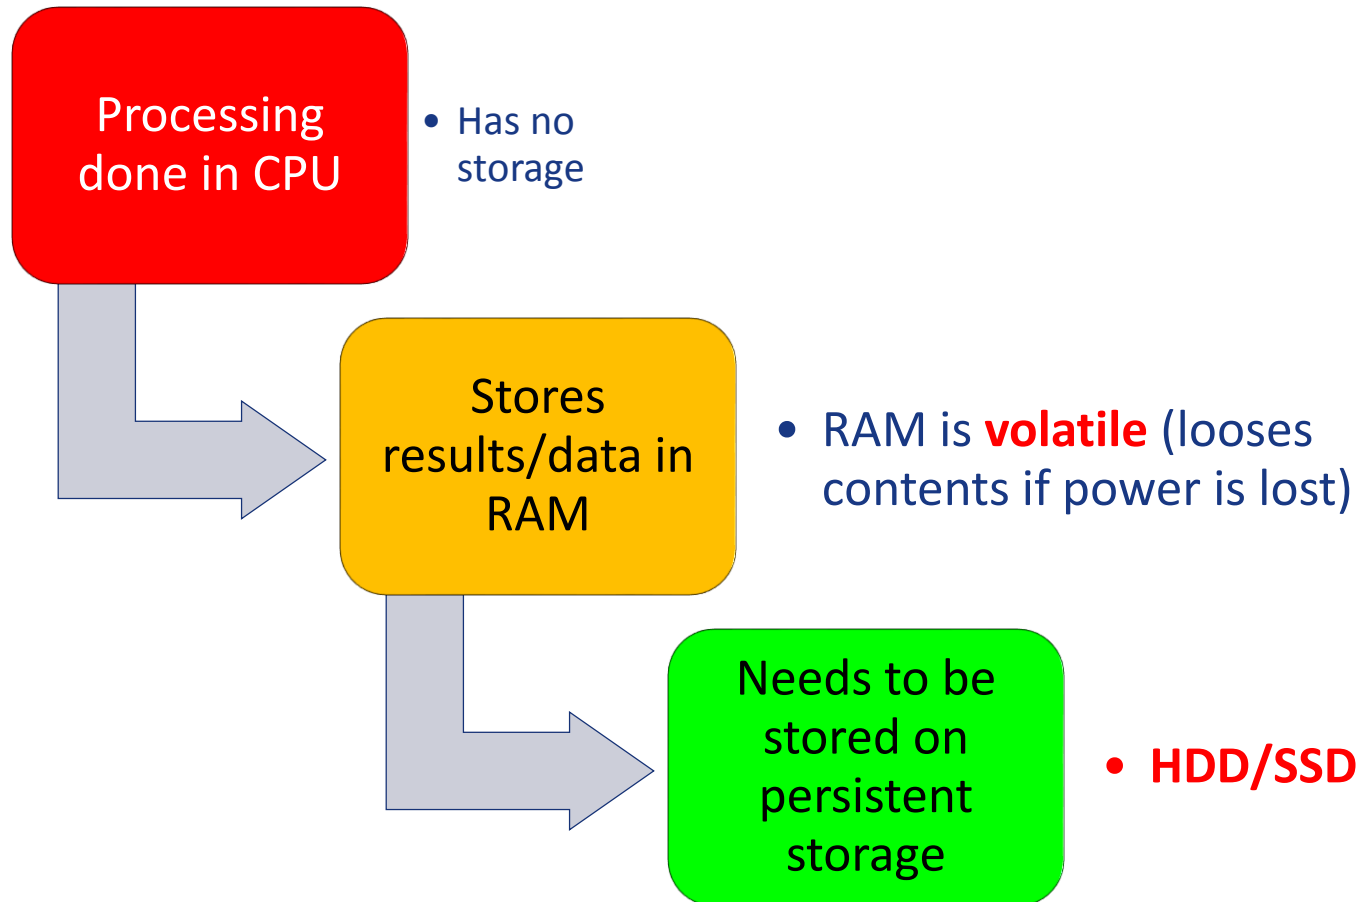 Processing
done in CPU
• Has no
storage
Stores
results/data in
RAM
• RAM is volatile (looses
contents if power is lost)
Needs to be
stored on
persistent
storage
• HDD/SSD